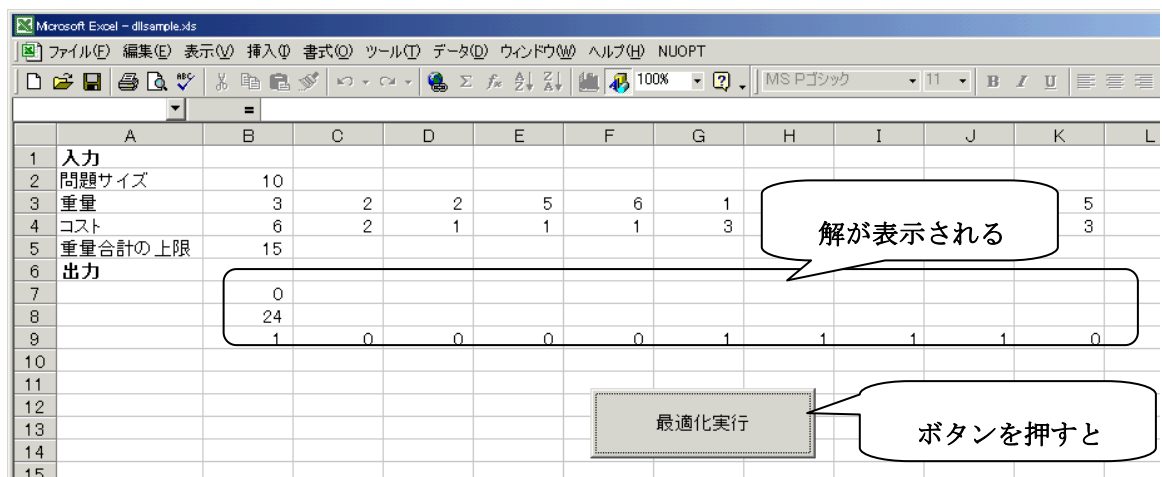 Microsoft Excel - dllsample.xls
ファイル(F) 編集(E) 表示(V) 挿入(I) 書式(O) ツール(T) データ(D) ウィンドウ(W) ヘルプ(H) NUOPT
100% MS Pゴシック 11 B I U
=
A B C D E F G H I J K L
1 入力
2 問題サイズ 10
3 重量 3 2 2 5 6 1 5
4 コスト 6 2 1 1 1 3 3
5 重量合計の上限 15
6 出力
7 0
8 24
9 1 0 0 0 0 1 1 1 1 0
10
11
12
13
14
15
解が表示される
最適化実行
ボタンを押すと